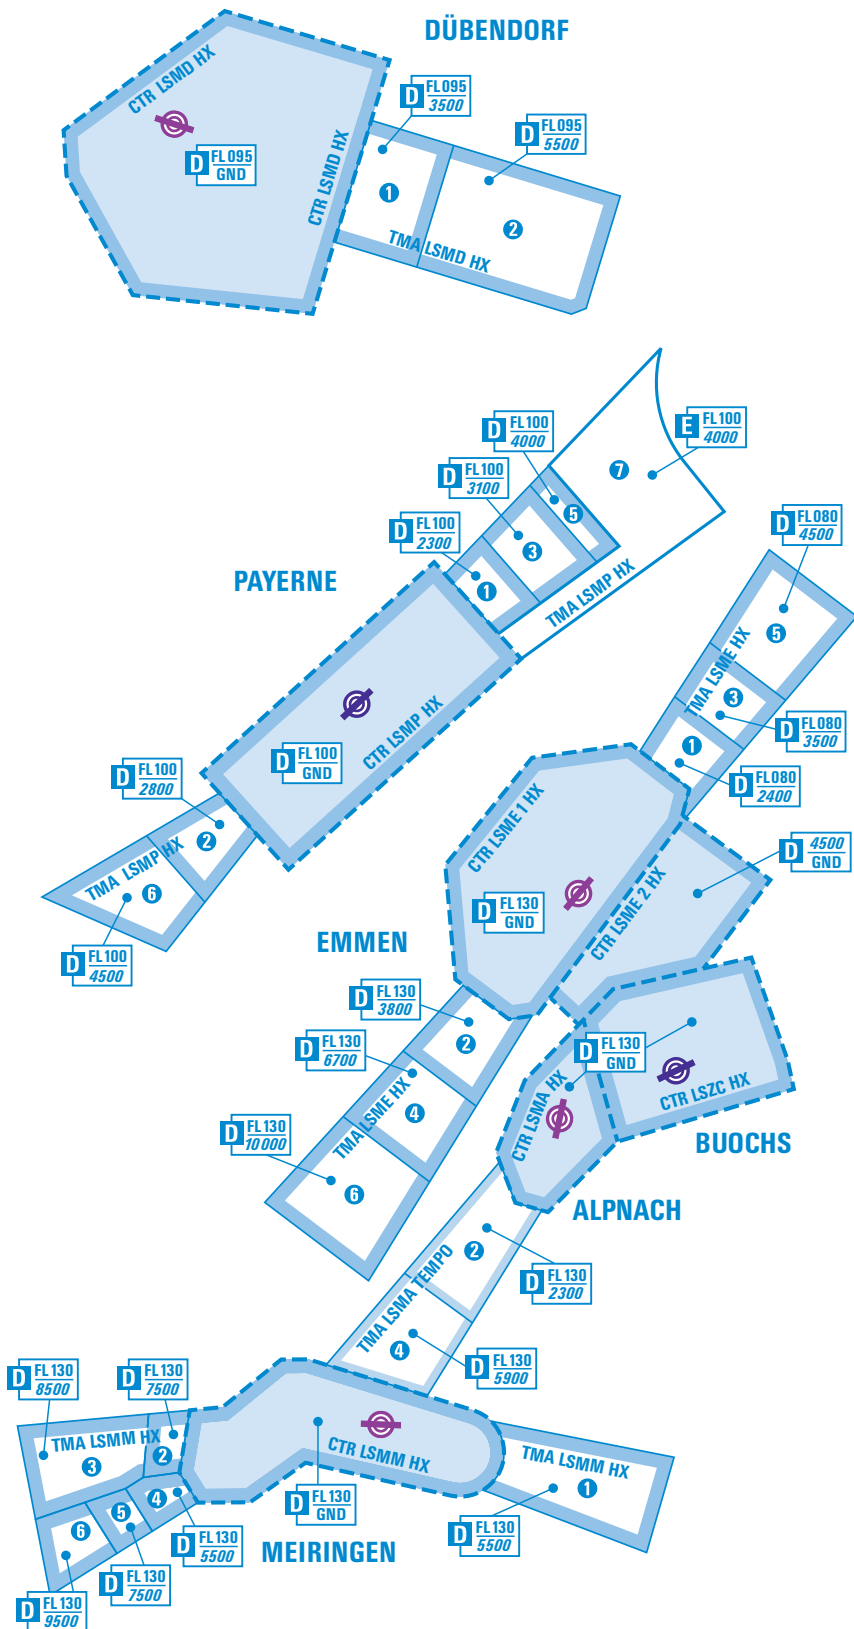 DÜBENDORF
CTR LSMD HX
D FL095
3500
D FL095
5500
D FL095
GND
CTR LSMD HX
1
2
TMA LSMD HX
PAYERNE
D FL100
4000
E FL100
4000
D FL100
3100
D FL100
2300
7
5
3
1
TMA LSMP HX
CTR LSMP HX
D FL100
GND
D FL100
2800
2
TMA LSMP HX
6
D FL100
4500
EMMEN
D FL080
4500
5
TMA LSME HX
3
D FL080
3500
1
D FL080
2400
CTR LSME 1 HX
D FL130
GND
CTR LSME 2 HX
D 4500
GND
D FL130
3800
2
D FL130
6700
4
TMA LSME HX
D FL130
10000
6
D FL130
GND
CTR LSZC HX
BUOCHS
CTR LSMA HX
ALPNACH
2
D FL130
2300
TMA LSMA TEMPO
4
D FL130
5900
D FL130
8500
D FL130
7500
TMA LSMM HX
2
3
CTR LSMM HX
TMA LSMM HX
1
4
5
6
D FL130
GND
D FL130
5500
D FL130
5500
MEIRINGEN
D FL130
7500
D FL130
9500